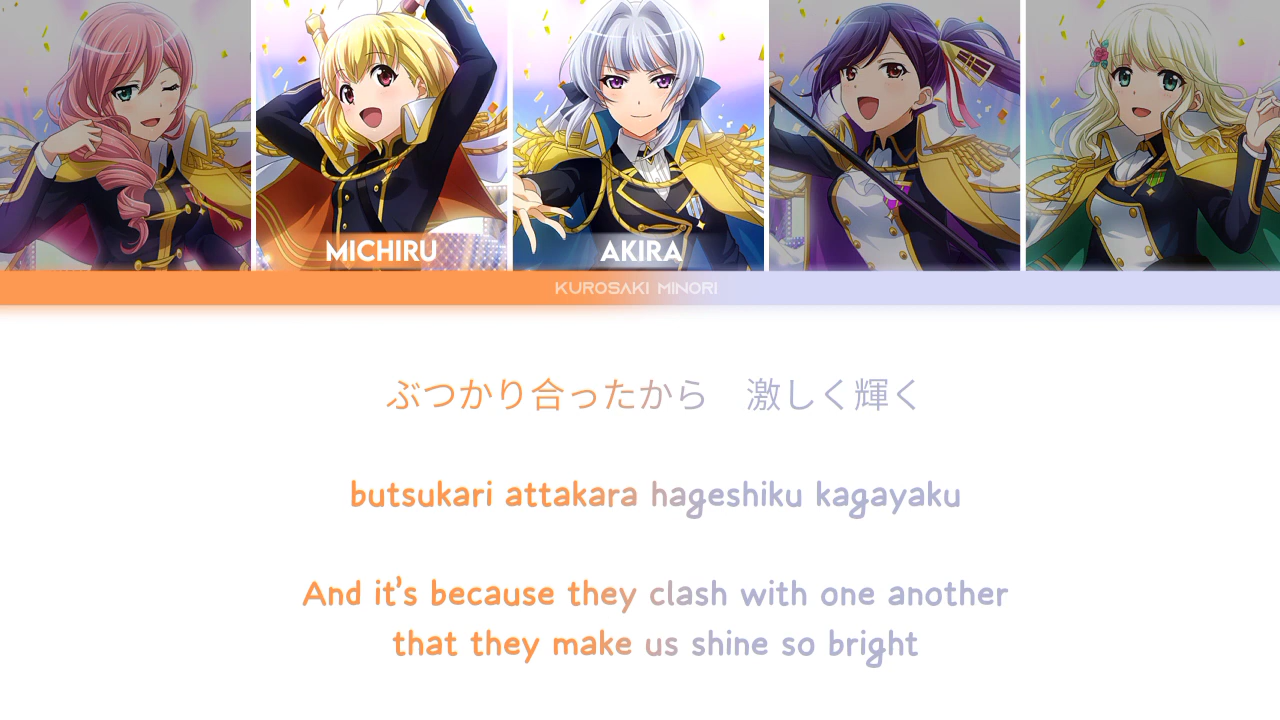 MICHIRU
AKIRA
KUROSAKI MINORI
ぶつかり合ったから　激しく輝く
butsukari attakara hageshiku kagayaku
And it's because they clash with one another
that they make us shine so bright